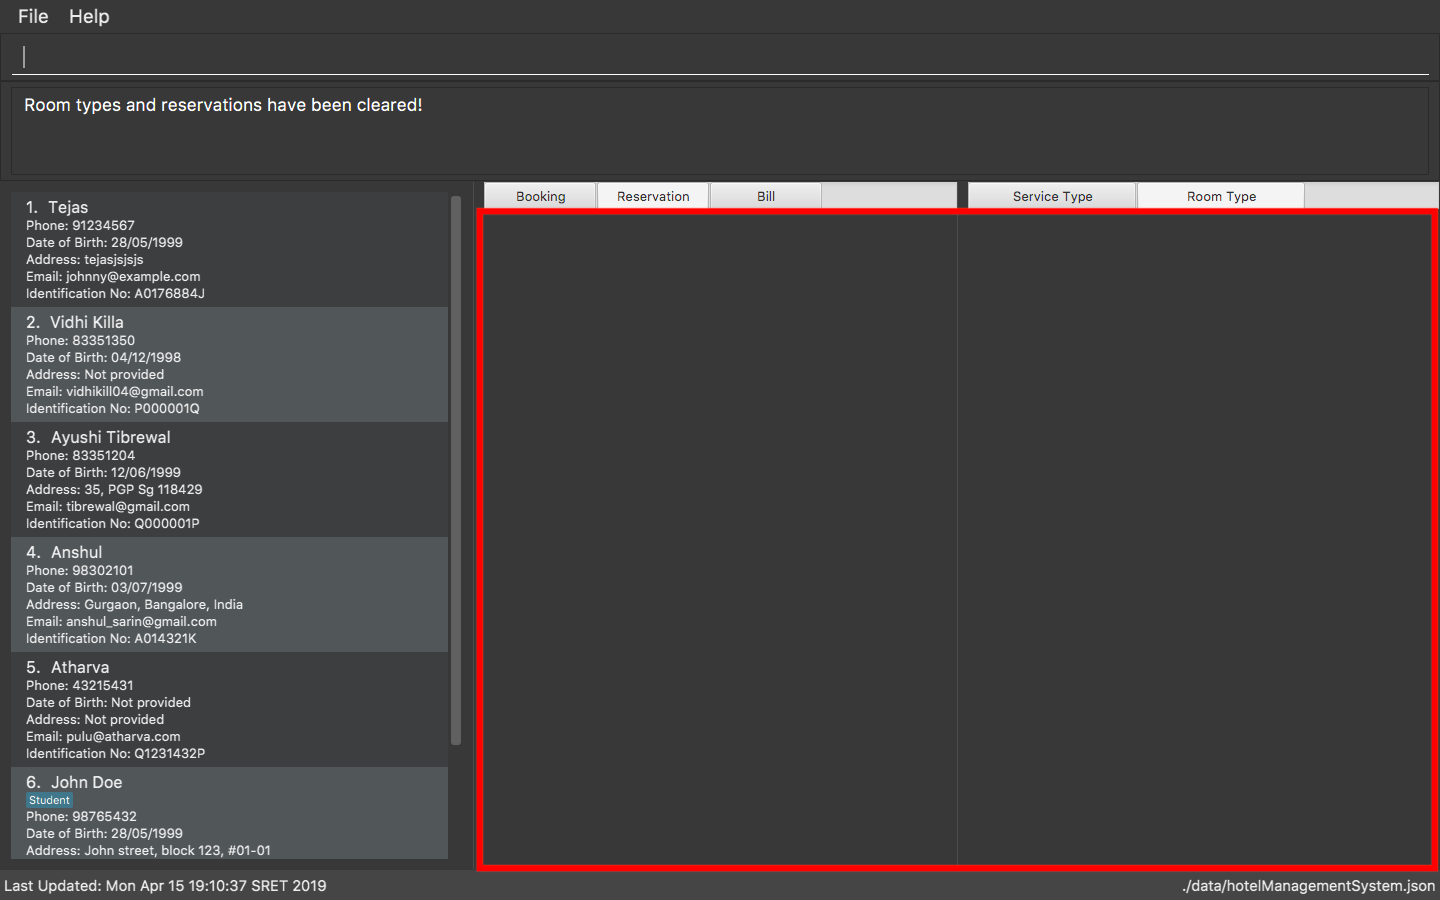 File Help
Room types and reservations have been cleared!
Booking Reservation Bill Service Type Room Type
1. Tejas
Phone: 91234567
Date of Birth: 28/05/1999
Address: tejasjsjsjs
Email: johnny@example.com
Identification No: A0176884J
2. Vidhi Killa
Phone: 83351350
Date of Birth: 04/12/1998
Address: Not provided
Email: vidhikill04@gmail.com
Identification No: P000001Q
3. Ayushi Tibrewal
Phone: 83351204
Date of Birth: 12/06/1999
Address: 35, PGP Sg 118429
Email: tibrewal@gmail.com
Identification No: Q000001P
4. Anshul
Phone: 98302101
Date of Birth: 03/07/1999
Address: Gurgaon, Bangalore, India
Email: anshul_sarin@gmail.com
Identification No: A014321K
5. Atharva
Phone: 43215431
Date of Birth: Not provided
Address: Not provided
Email: pulu@atharva.com
Identification No: Q1231432P
6. John Doe
Student
Phone: 98765432
Date of Birth: 28/05/1999
Address: John street, block 123, #01-01
Last Updated: Mon Apr 15 19:10:37 SRET 2019 ./data/hotelManagementSystem.json